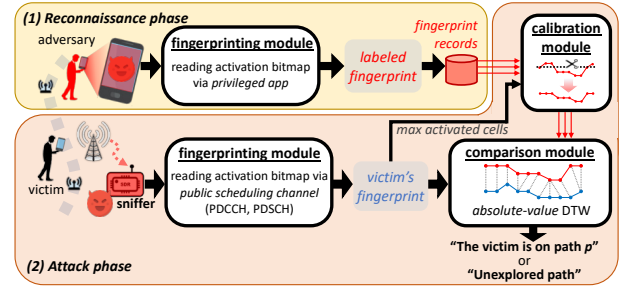 (1) Reconnaissance phase
adversary
fingerprinting module
reading activation bitmap
via privileged app
labeled
fingerprint
fingerprint
records
calibration
module
max activated cells
victim
SDR
sniffer
fingerprinting module
reading activation bitmap via
public scheduling channel
(PDCCH, PDSCH)
victim's
fingerprint
comparison module
absolute-value DTW
"The victim is on path p"
or
"Unexplored path"
(2) Attack phase